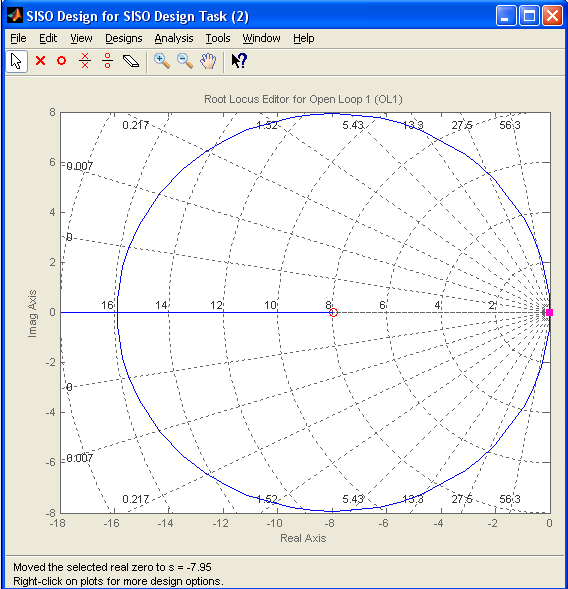 SISO Design for SISO Design Task (2)
File Edit View Designs Analysis Tools Window Help
Root Locus Editor for Open Loop 1 (OL1)
8
0.217 1.52 5.43 13.3 27.5 56.3
6
0.007
4
0
2
16 14 12 10 8 6 4 2
0
-2
0
-4
-6
0.007
0.217 1.52 5.43 13.3 27.5 56.3
-8
-18 -16 -14 -12 -10 -8 -6 -4 -2 0
Imag Axis
Real Axis
Moved the selected real zero to s = -7.95
Right-click on plots for more design options.